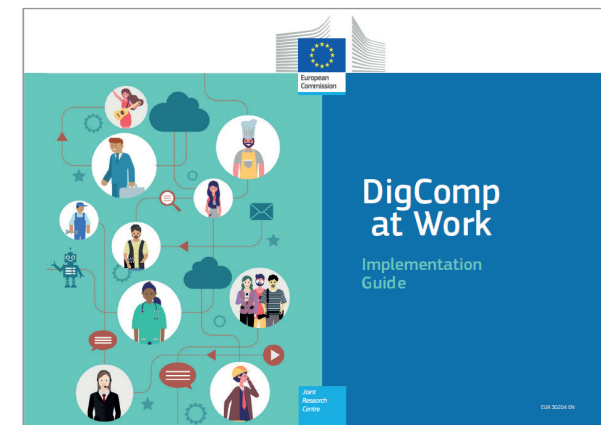 European
Commission
DigComp
at Work
Implementation
Guide
Joint
Research
Centre
EUR 30204 EN